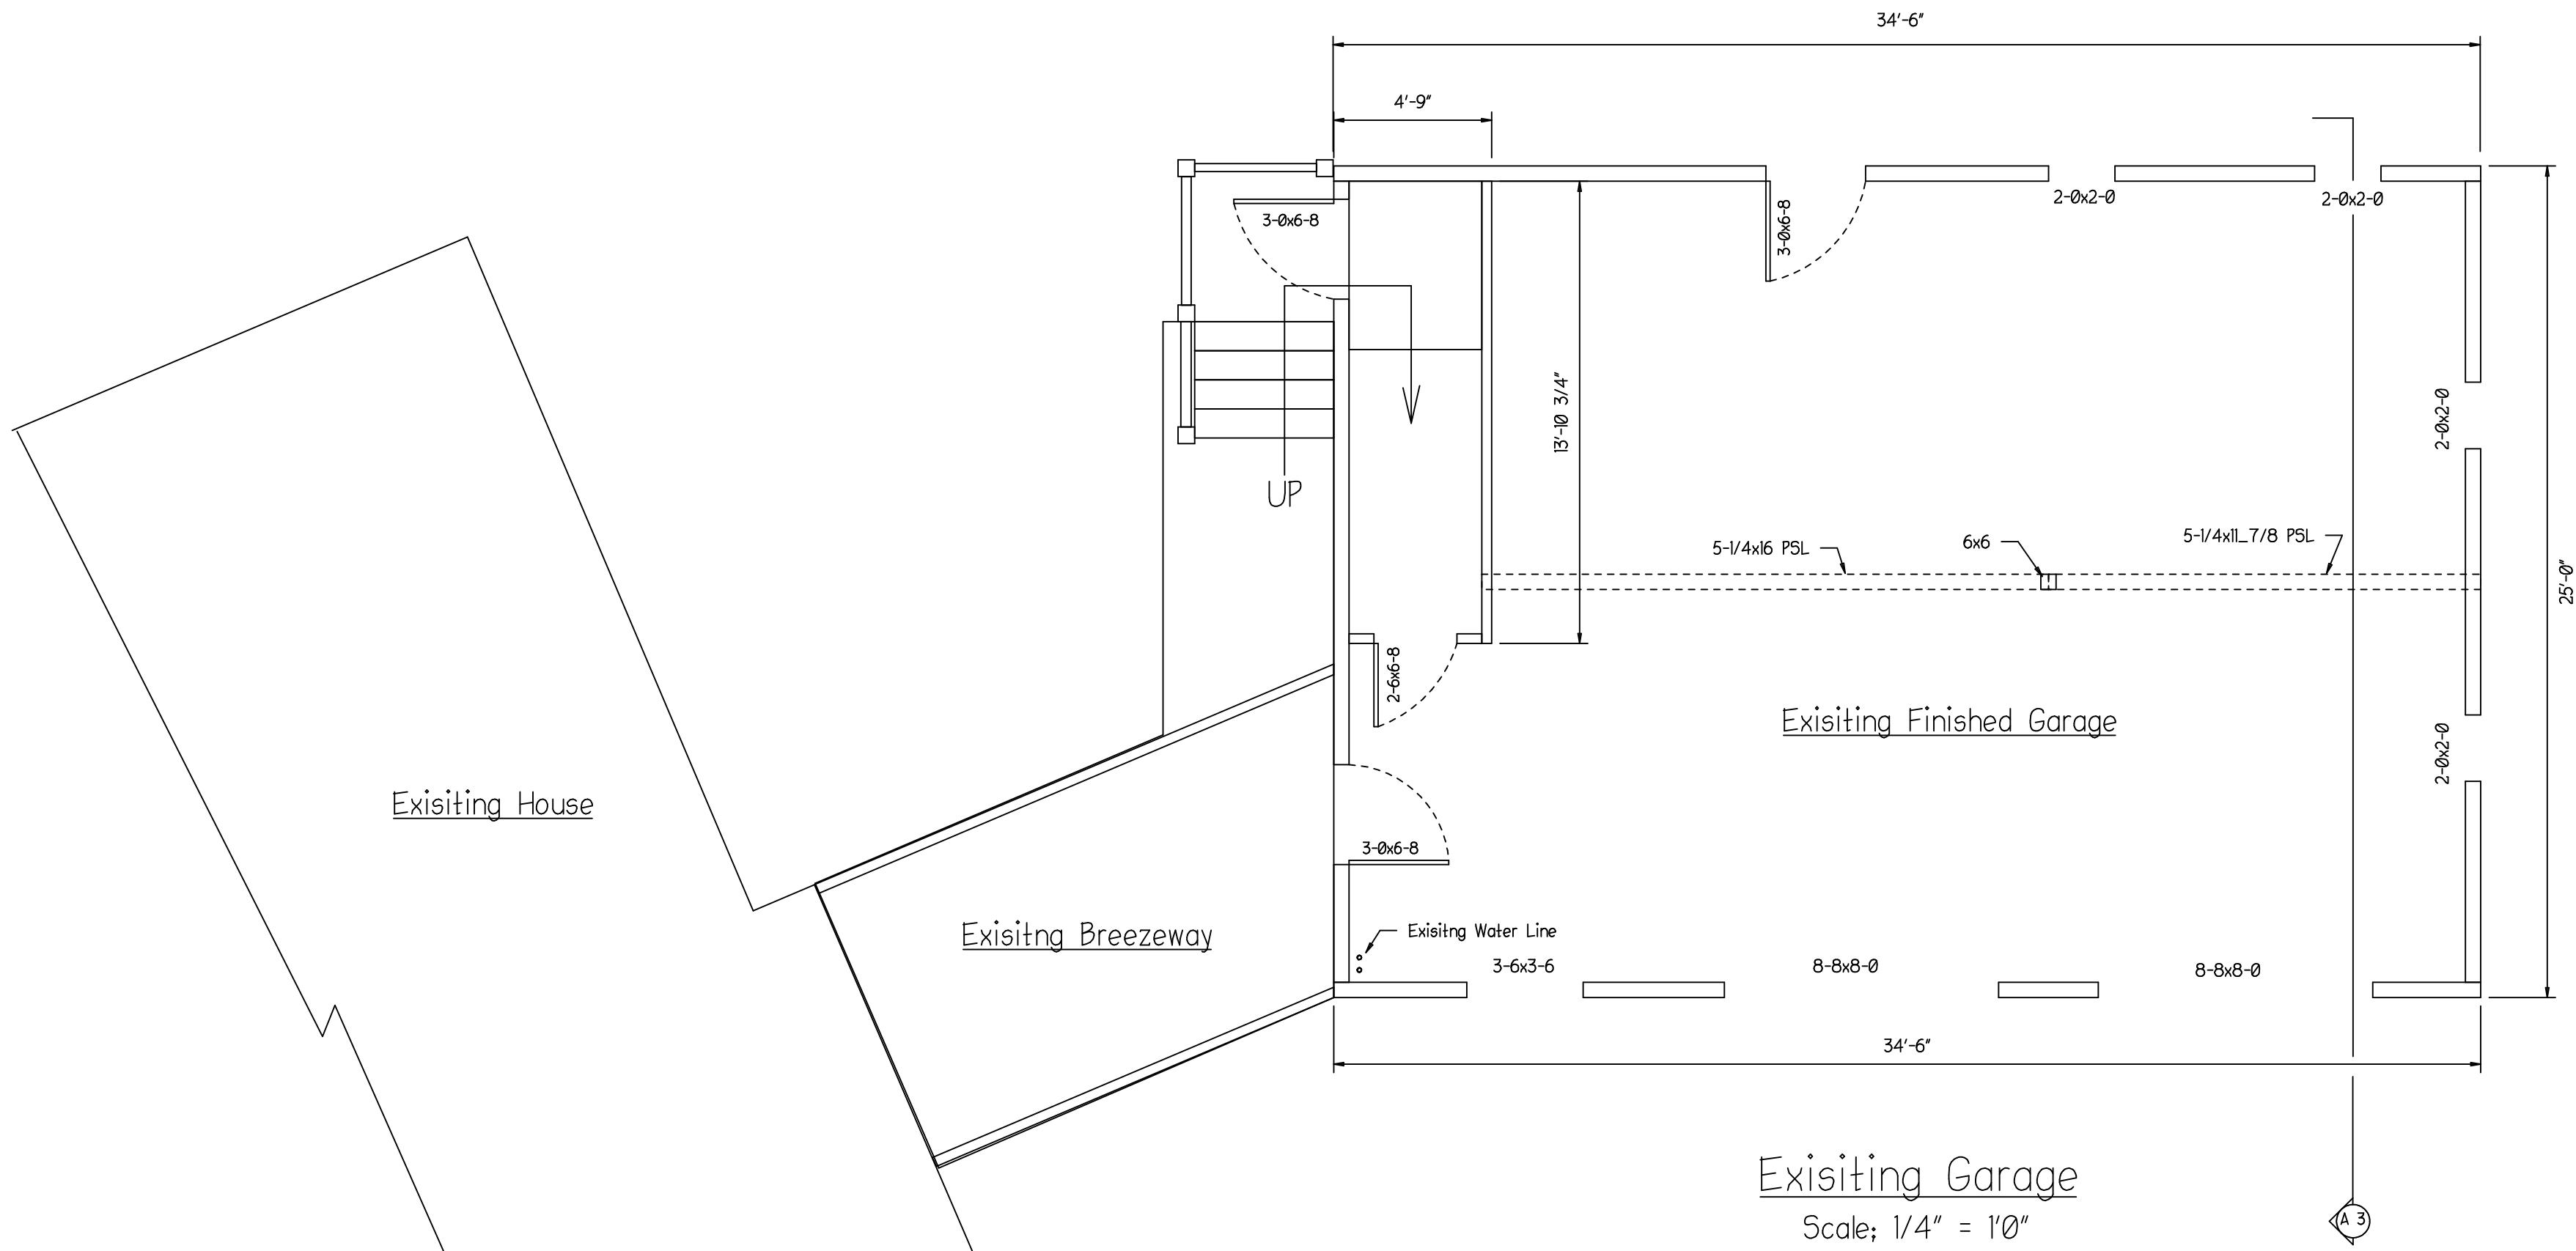 34'-6"
4'-9"
3-0x6-8
3-0x6-8
2-0x2-0
2-0x2-0
13'-10 3/4"
2-0x2-0
UP
5-1/4x16 PSL
6x6
5-1/4x11_7/8 PSL
25'-0"
2-6x6-8
Exisiting Finished Garage
2-0x2-0
Exisiting House
3-0x6-8
Exisitng Breezeway
Exisitng Water Line
3-6x3-6
8-8x8-0
8-8x8-0
34'-6"
Exisiting Garage
Scale; 1/4" = 1'0"
A 3